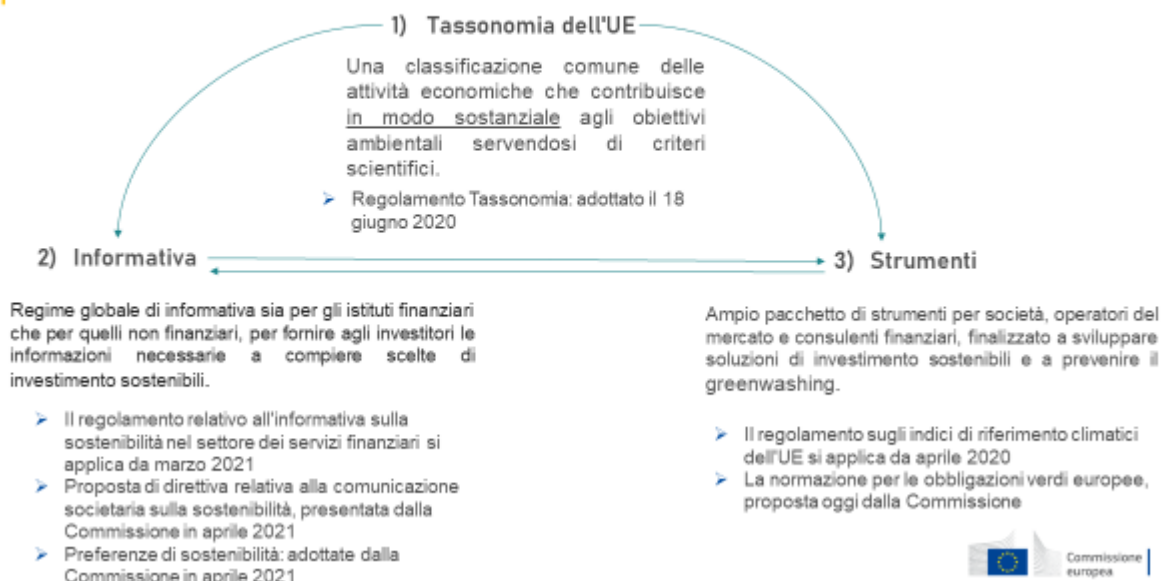 1) Tassonomia dell'UE
Una classificazione comune delle
attività economiche che contribuisce
in modo sostanziale agli obiettivi
ambientali servendosi di criteri
scientifici.
➢ Regolamento Tassonomia: adottato il 18
giugno 2020
2) Informativa
3) Strumenti
Regime globale di informativa sia per gli istituti finanziari
che per quelli non finanziari, per fornire agli investitori le
informazioni necessarie a compiere scelte di
investimento sostenibili.
➢ Il regolamento relativo all'informativa sulla
sostenibilità nel settore dei servizi finanziari si
applica da marzo 2021
➢ Proposta di direttiva relativa alla comunicazione
societaria sulla sostenibilità, presentata dalla
Commissione in aprile 2021
➢ Preferenze di sostenibilità: adottate dalla
Commissione in aprile 2021
Ampio pacchetto di strumenti per società, operatori del
mercato e consulenti finanziari, finalizzato a sviluppare
soluzioni di investimento sostenibili e a prevenire il
greenwashing.
➢ Il regolamento sugli indici di riferimento climatici
dell'UE si applica da aprile 2020
➢ La normazione per le obbligazioni verdi europee,
proposta oggi dalla Commissione
Commissione
europea